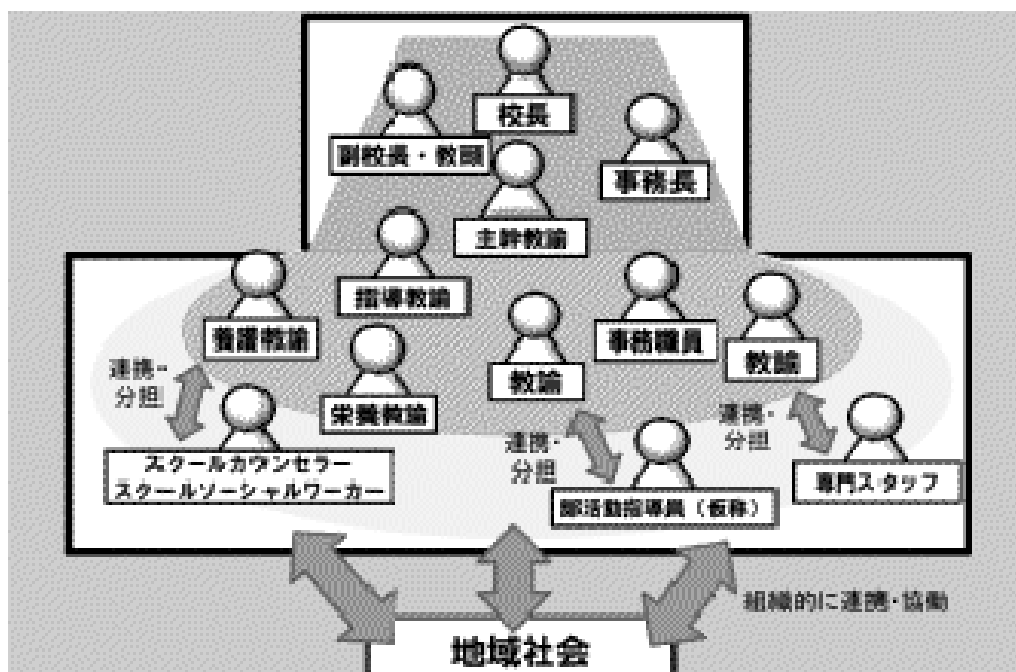 校長
副校長・教頭
事務長
主幹教諭
指導教諭
養護教諭
事務職員
教諭
教諭
栄養教諭
連携・
分担
連携・
分担
連携・
分担
スクールカウンセラー
スクールソーシャルワーカー
部活動指導員（仮称）
専門スタッフ
組織的に連携・協働
地域社会